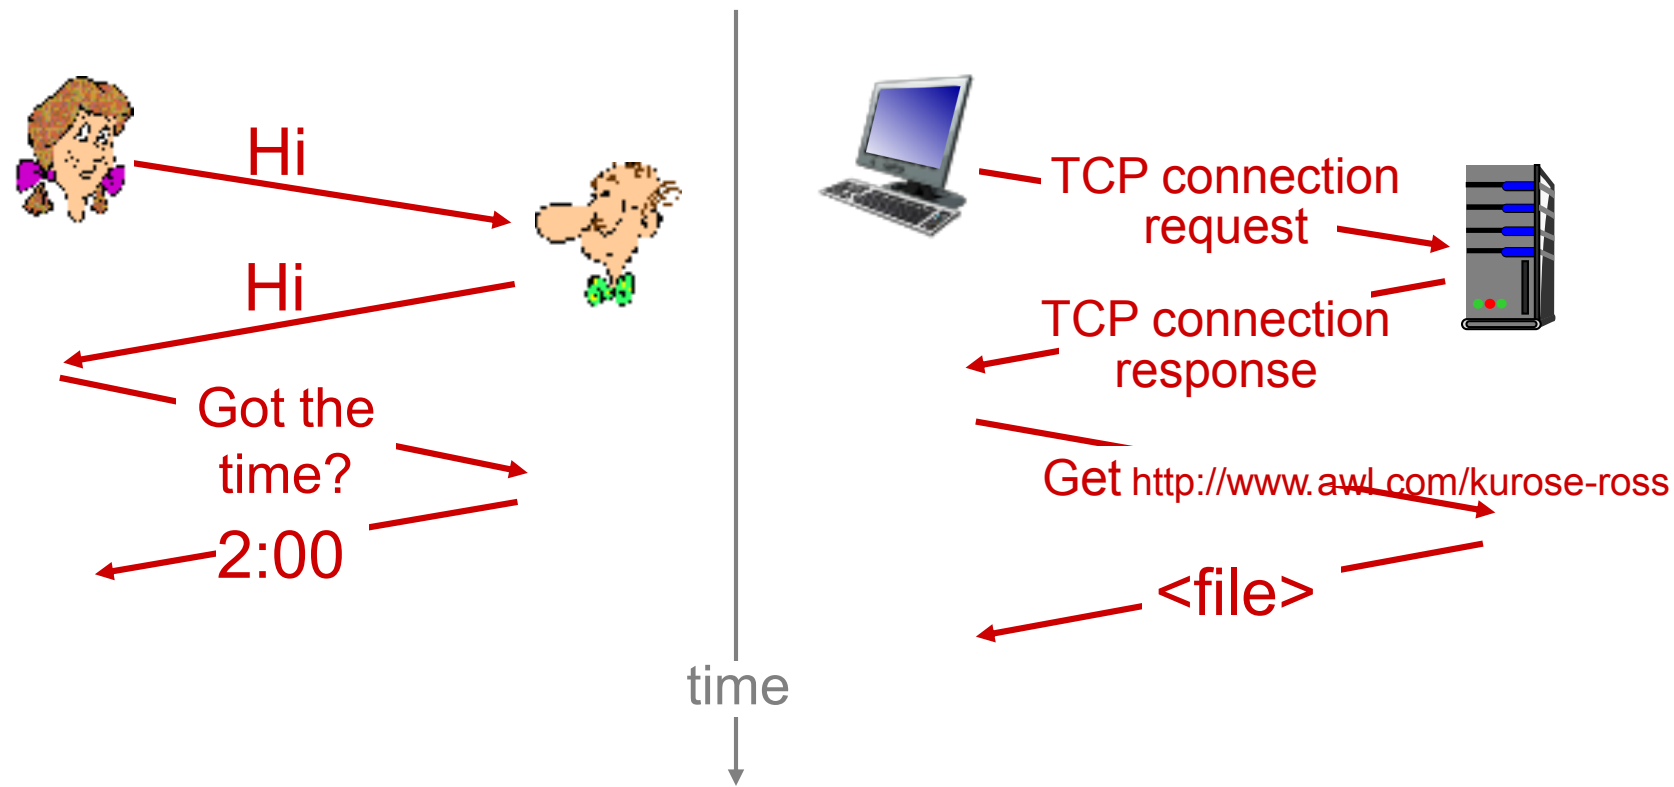 Hi
Hi
Got the
time?
2:00
time
TCP connection
request
TCP connection
response
Get http://www.awl.com/kurose-ross
<file>